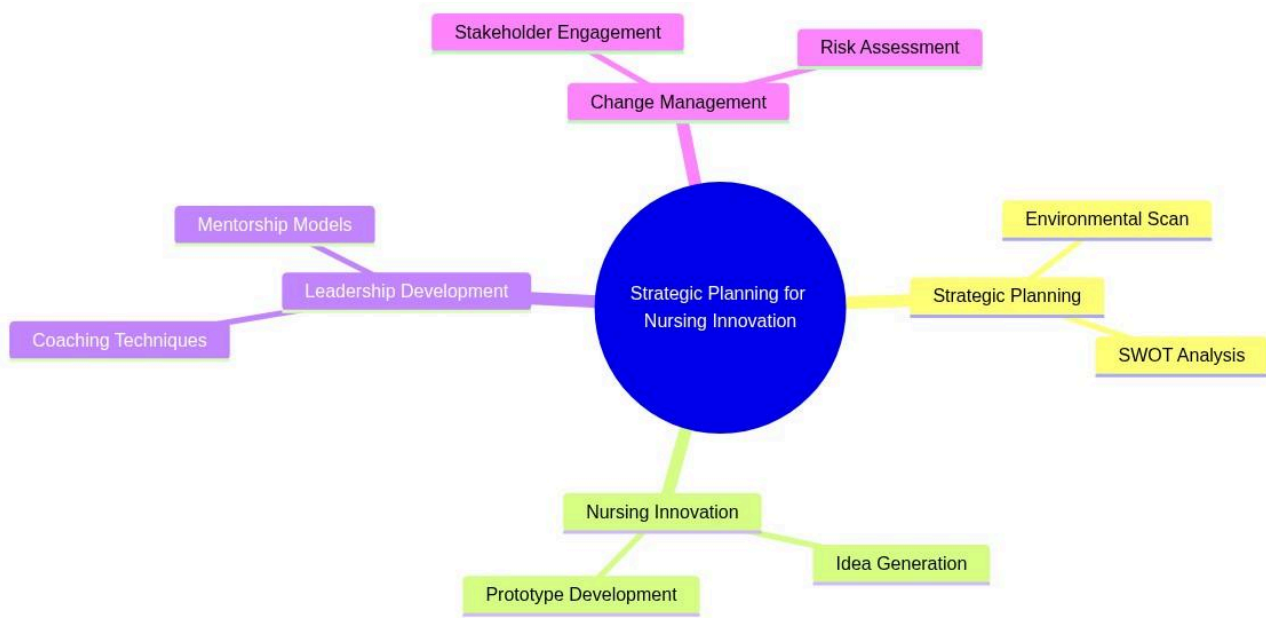 Stakeholder Engagement
Risk Assessment
Change Management
Mentorship Models
Environmental Scan
Leadership Development
Strategic Planning for
Nursing Innovation
Strategic Planning
Coaching Techniques
SWOT Analysis
Nursing Innovation
Idea Generation
Prototype Development